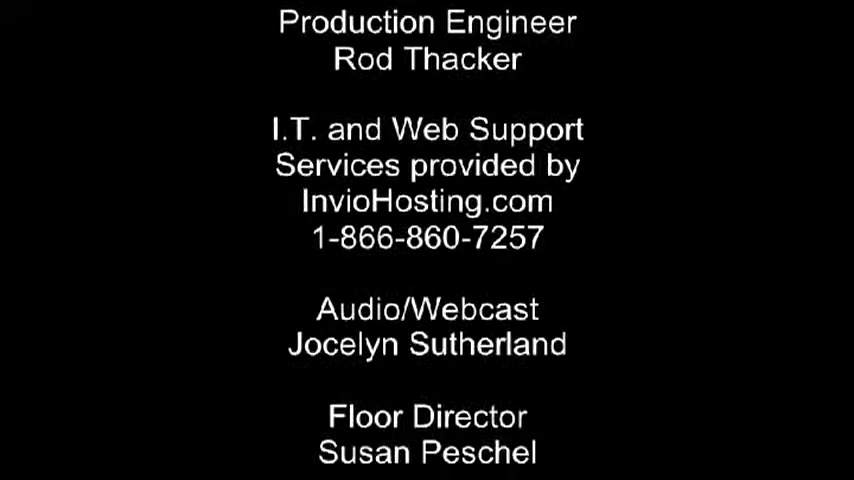 Production Engineer
Rod Thacker
I.T. and Web Support
Services provided by
InvioHosting.com
1-866-860-7257
Audio/Webcast
Jocelyn Sutherland
Floor Director
Susan Peschel